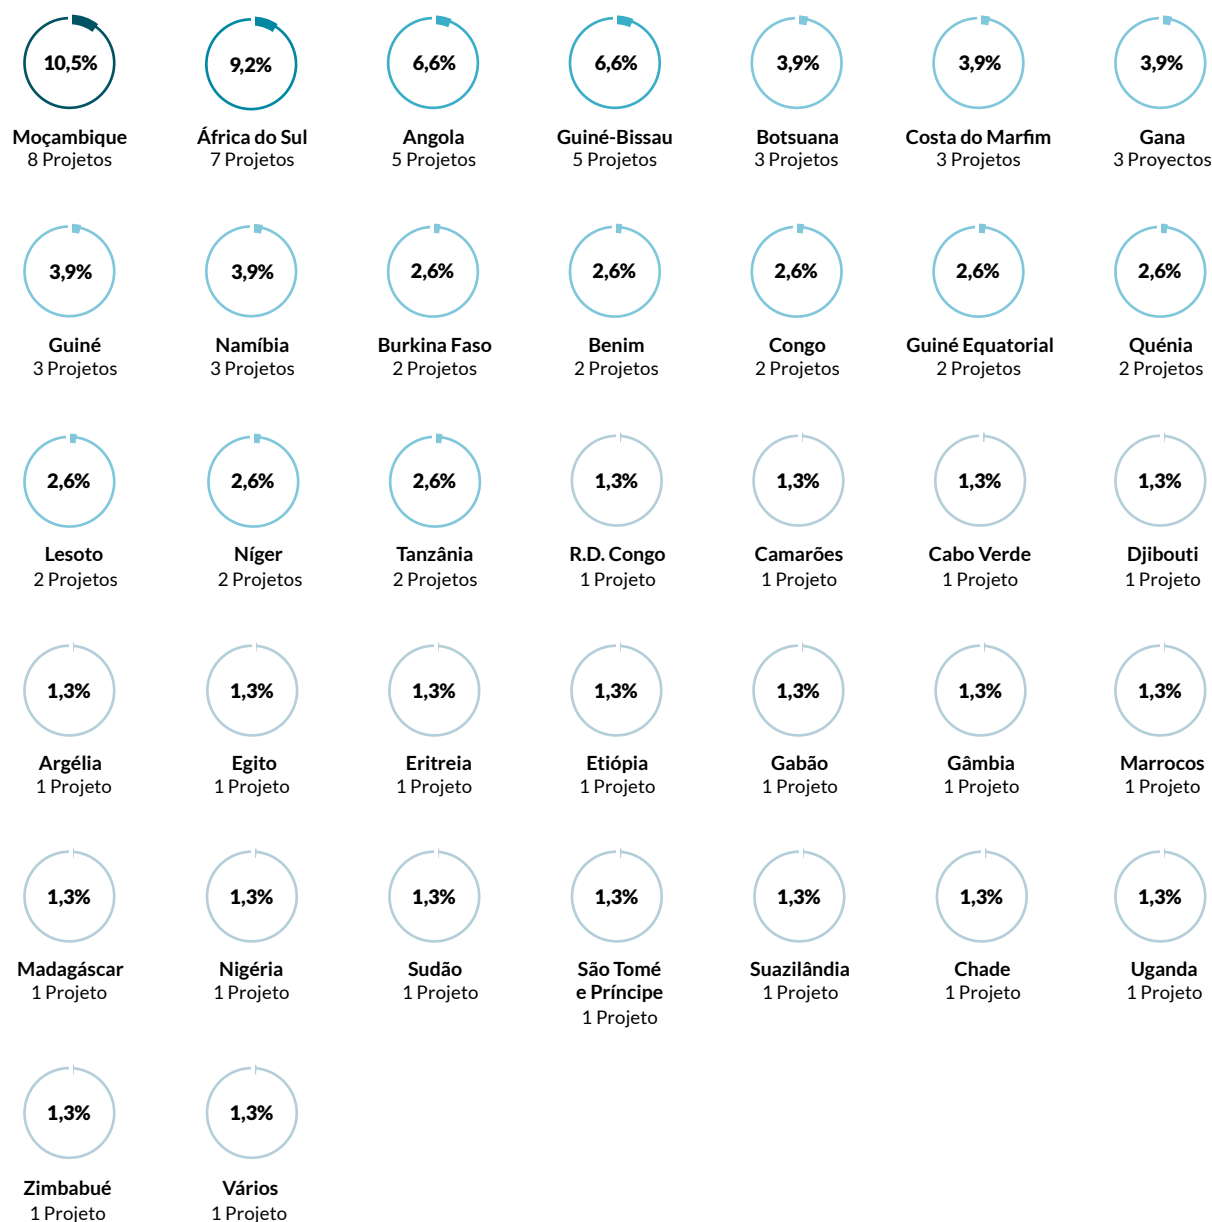 10,5%
Moçambique
8 Projetos
9,2%
África do Sul
7 Projetos
6,6%
Angola
5 Projetos
6,6%
Guiné-Bissau
5 Projetos
3,9%
Botsuana
3 Projetos
3,9%
Costa do Marfim
3 Projetos
3,9%
Gana
3 Proyectos
3,9%
Guiné
3 Projetos
3,9%
Namíbia
3 Projetos
2,6%
Burkina Faso
2 Projetos
2,6%
Benim
2 Projetos
2,6%
Congo
2 Projetos
2,6%
Guiné Equatorial
2 Projetos
2,6%
Quénia
2 Projetos
2,6%
Lesoto
2 Projetos
2,6%
Níger
2 Projetos
2,6%
Tanzânia
2 Projetos
1,3%
R.D. Congo
1 Projeto
1,3%
Camarões
1 Projeto
1,3%
Cabo Verde
1 Projeto
1,3%
Djibouti
1 Projeto
1,3%
Argélia
1 Projeto
1,3%
Egito
1 Projeto
1,3%
Eritreia
1 Projeto
1,3%
Etiópia
1 Projeto
1,3%
Gabão
1 Projeto
1,3%
Gâmbia
1 Projeto
1,3%
Marrocos
1 Projeto
1,3%
Madagáscar
1 Projeto
1,3%
Nigéria
1 Projeto
1,3%
Sudão
1 Projeto
1,3%
São Tomé
e Príncipe
1 Projeto
1,3%
Suazilândia
1 Projeto
1,3%
Chade
1 Projeto
1,3%
Uganda
1 Projeto
1,3%
Zimbabué
1 Projeto
1,3%
Vários
1 Projeto